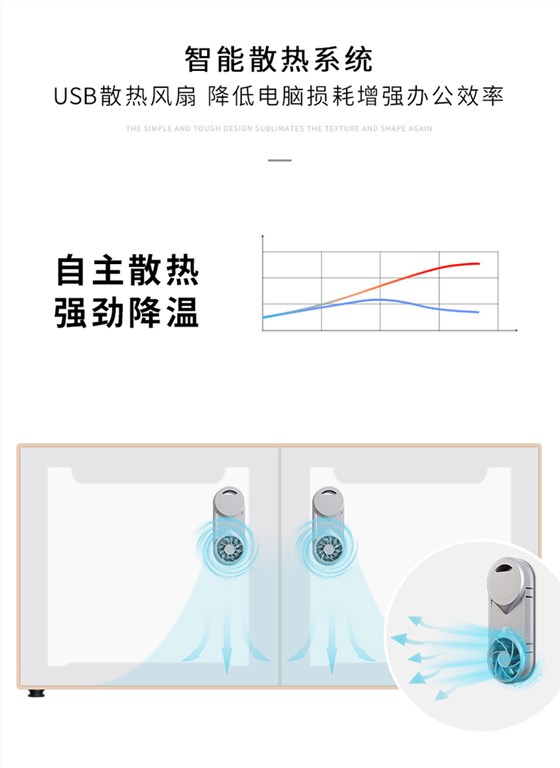 智能散热系统
USB散热风扇 降低电脑损耗增强办公效率
THE SIMPLE AND TOUGH DESIGN SUBLIMATES THE TEXTURE AND SHAPE AGAIN
自主散热
强劲降温